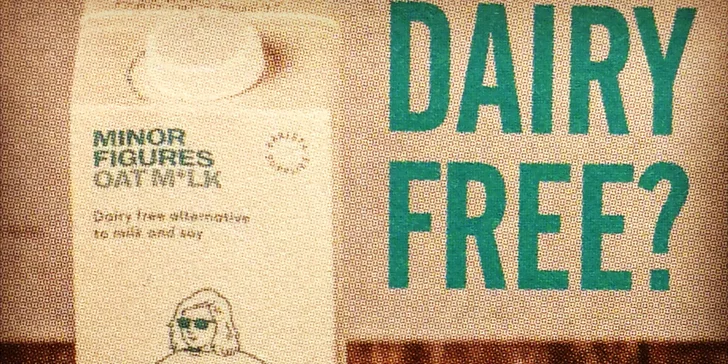 MINOR
FIGURES
OAT M*LK
Dairy free alternative
to milk and soy
DAIRY
FREE?